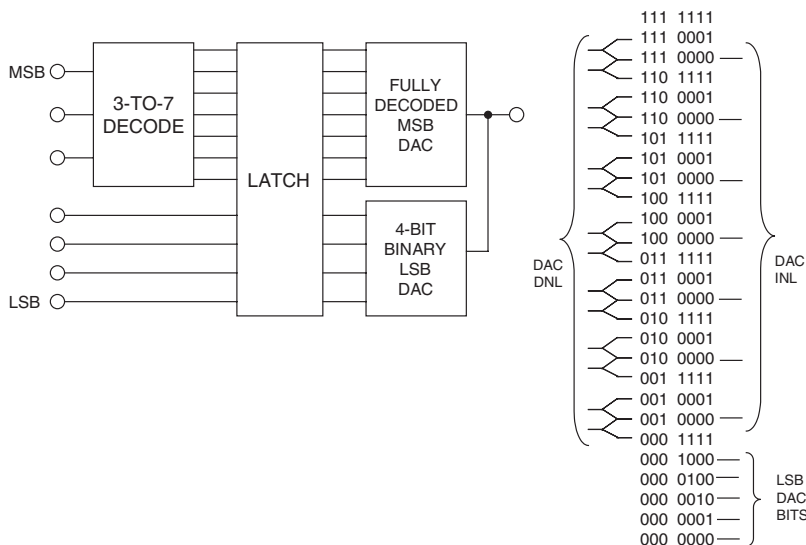 MSB
3-TO-7
DECODE
LATCH
FULLY
DECODED
MSB
DAC
4-BIT
BINARY
LSB
DAC
LSB
DAC
DNL
111 1111
111 0001
111 0000
110 1111
110 0001
110 0000
101 1111
101 0001
101 0000
100 1111
100 0001
100 0000
011 1111
011 0001
011 0000
010 1111
010 0001
010 0000
001 1111
001 0001
001 0000
000 1111
000 1000
000 0100
000 0010
000 0001
000 0000
DAC
INL
LSB
DAC
BITS